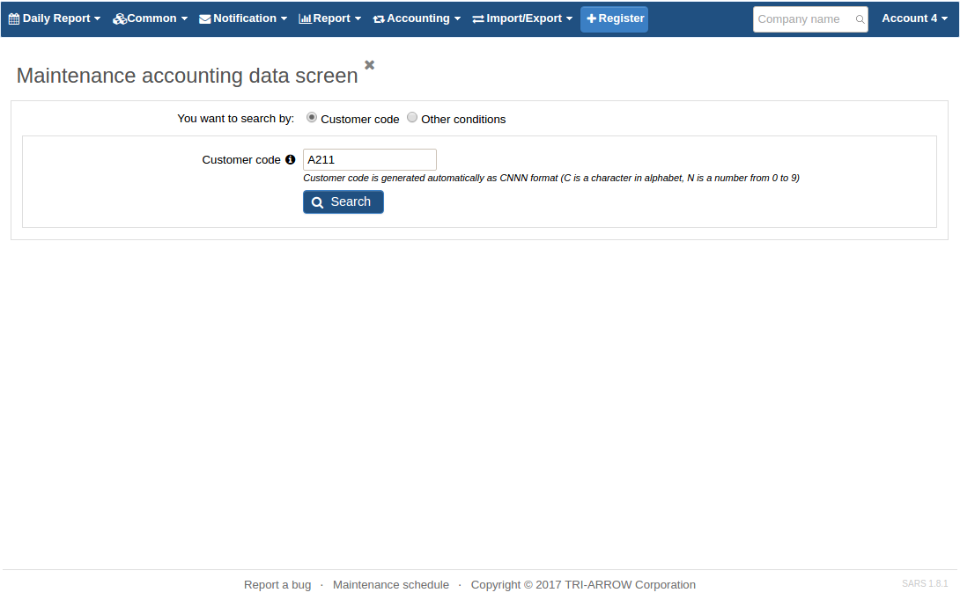 Daily Report Common Notification Report Accounting Import/Export Register Company name Account 4
Maintenance accounting data screen
You want to search by: Customer code Other conditions
Customer code A211
Customer code is generated automatically as CNNN format (C is a character in alphabet, N is a number from 0 to 9)
Search
Report a bug · Maintenance schedule · Copyright © 2017 TRI-ARROW Corporation SARS 1.8.1